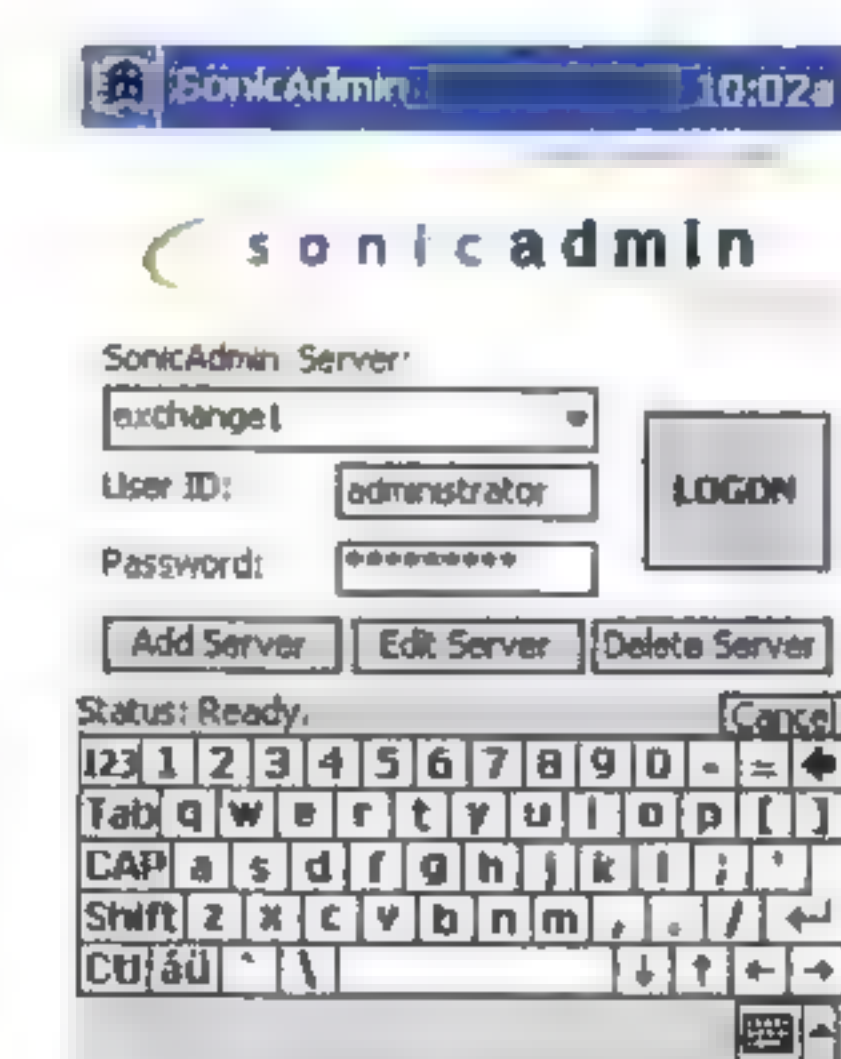 SonicAdmin 10:02a
sonicadmin
SonicAdmin Server:
exchange1
User ID: administrator
LOGON
Password: *********
Add Server Edit Server Delete Server
Status: Ready. Cancel
123 1 2 3 4 5 6 7 8 9 0 - =
Tab q w e r t y u i o p [ ]
CAP a s d f g h j k l ; '
Shift z x c v b n m , . /
Ctl áü ` \